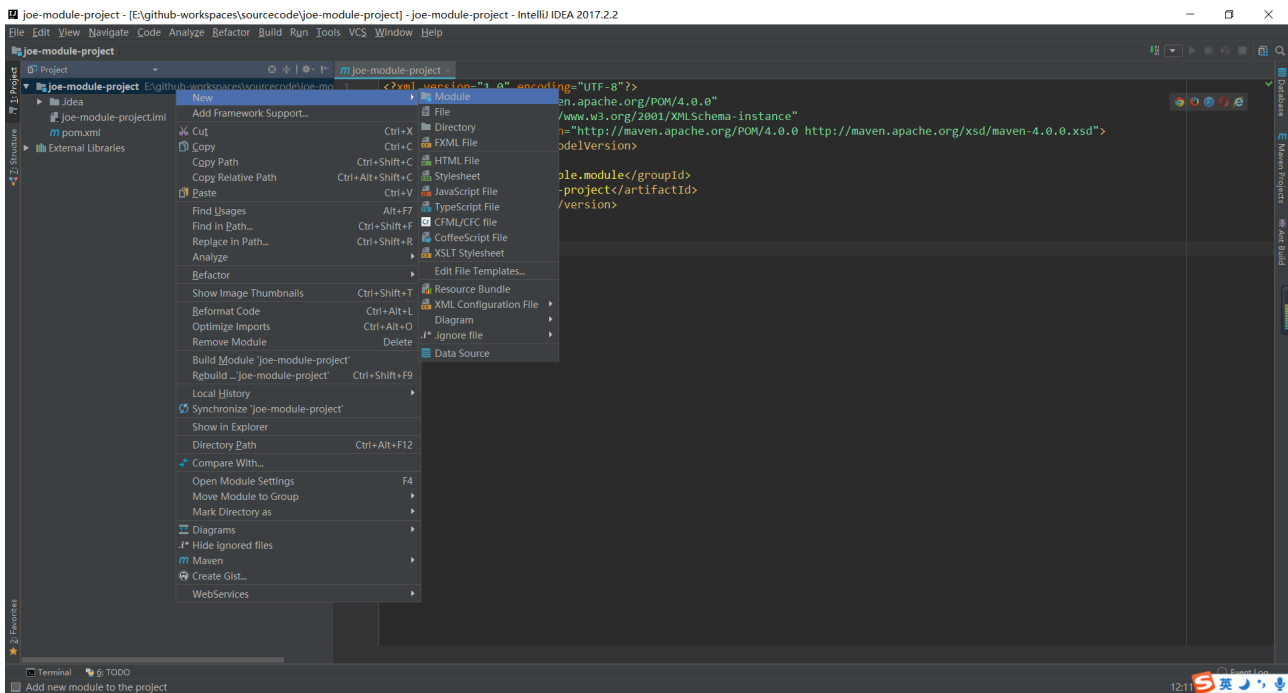 joe-module-project - [E:\github-workspaces\sourcecode\joe-module-project] - joe-module-project - IntelliJ IDEA 2017.2.2
File Edit View Navigate Code Analyze Refactor Build Run Tools VCS Window Help
joe-module-project
Project
joe-module-project
1: Project
joe-module-project E:\github-workspaces\sourcecode\joe-mo
.idea
joe-module-project.iml
pom.xml
External Libraries
7: Structure
2: Favorites
New
Add Framework Support...
Cut Ctrl+X
Copy Ctrl+C
Copy Path Ctrl+Shift+C
Copy Relative Path Ctrl+Alt+Shift+C
Paste Ctrl+V
Find Usages Alt+F7
Find in Path... Ctrl+Shift+F
Replace in Path... Ctrl+Shift+R
Analyze
Refactor
Show Image Thumbnails Ctrl+Shift+T
Reformat Code Ctrl+Alt+L
Optimize Imports Ctrl+Alt+O
Remove Module Delete
Build Module 'joe-module-project'
Rebuild ...'joe-module-project' Ctrl+Shift+F9
Local History
Synchronize 'joe-module-project'
Show in Explorer
Directory Path Ctrl+Alt+F12
Compare With...
Open Module Settings F4
Move Module to Group
Mark Directory as
Diagrams
.i* Hide ignored files
Maven
Create Gist...
WebServices
Module
File
Directory
FXML File
HTML File
Stylesheet
JavaScript File
TypeScript File
CFML/CFC file
CoffeeScript File
XSLT Stylesheet
Edit File Templates...
Resource Bundle
XML Configuration File
Diagram
.i* .ignore file
Data Source
1 <?xml version="1.0" encoding="UTF-8"?>
en.apache.org/POM/4.0.0"
/www.w3.org/2001/XMLSchema-instance"
n="http://maven.apache.org/POM/4.0.0 http://maven.apache.org/xsd/maven-4.0.0.xsd">
odelVersion>
ple.module</groupId>
-project</artifactId>
/version>
Database
Maven Projects
Ant Build
Terminal 6: TODO Event Log
Add new module to the project 12:11
英